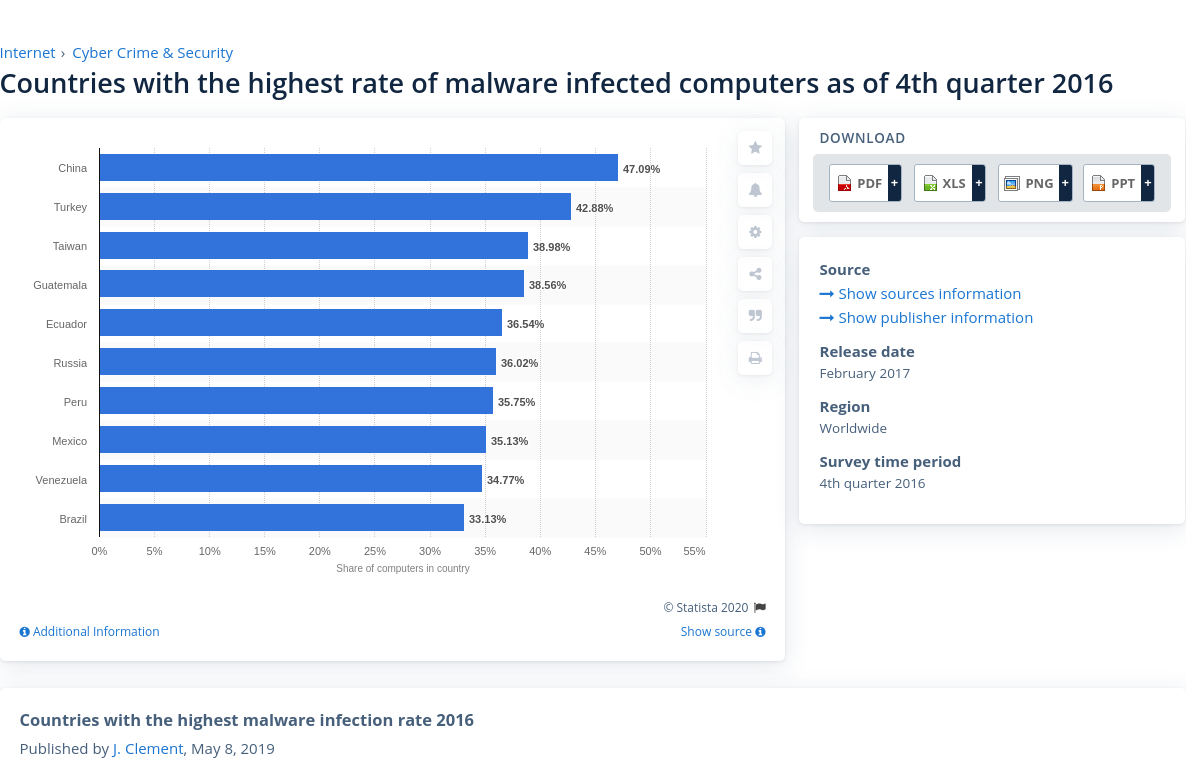 Internet › Cyber Crime & Security
Countries with the highest rate of malware infected computers as of 4th quarter 2016
China 47.09%
Turkey 42.88%
Taiwan 38.98%
Guatemala 38.56%
Ecuador 36.54%
Russia 36.02%
Peru 35.75%
Mexico 35.13%
Venezuela 34.77%
Brazil 33.13%
0% 5% 10% 15% 20% 25% 30% 35% 40% 45% 50% 55%
Share of computers in country
© Statista 2020
Additional Information
Show source
DOWNLOAD
PDF + XLS + PNG + PPT +
Source
Show sources information
Show publisher information
Release date
February 2017
Region
Worldwide
Survey time period
4th quarter 2016
Countries with the highest malware infection rate 2016
Published by J. Clement, May 8, 2019